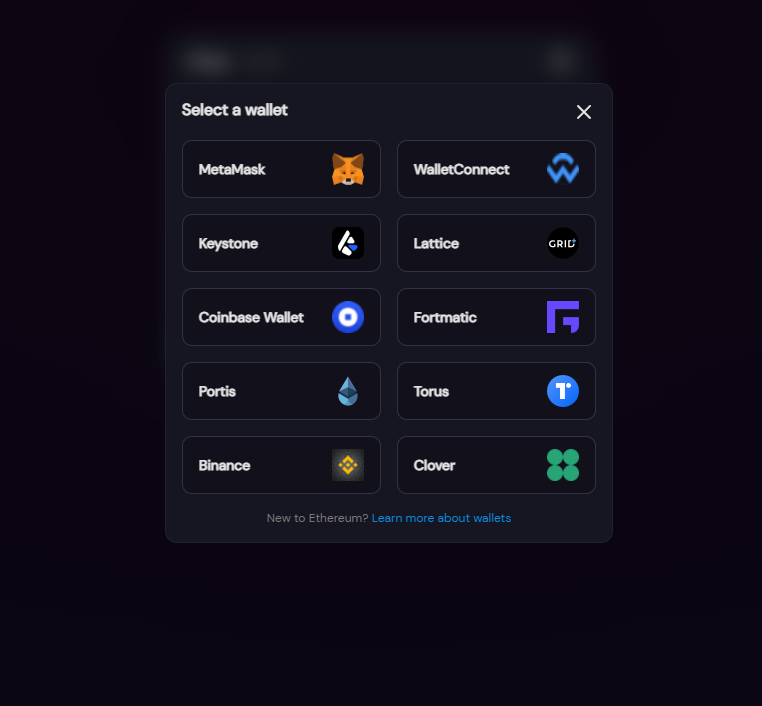 Select a wallet
MetaMask
WalletConnect
Keystone
Lattice
GRID+
Coinbase Wallet
Fortmatic
Portis
Torus
Binance
Clover
New to Ethereum? Learn more about wallets